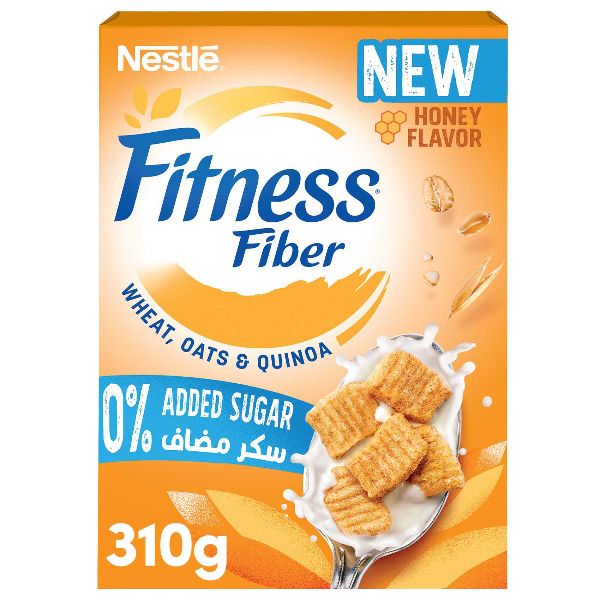 Nestlé®
NEW
HONEY
FLAVOR
Fitness®
Fiber
WHEAT, OATS & QUINOA
0% ADDED SUGAR
سكر مضاف
310g